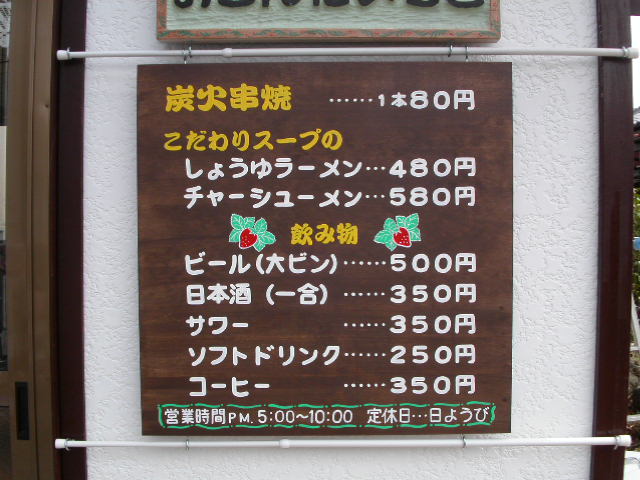 炭火串焼 ……1本80円
こだわりスープの
しょうゆラーメン…480円
チャーシューメン…580円
飲み物
ビール(大ビン)……500円
日本酒(一合)……350円
サワー ……350円
ソフトドリンク……250円
コーヒー ……350円
営業時間PM.5:00~10:00 定休日…日ようび